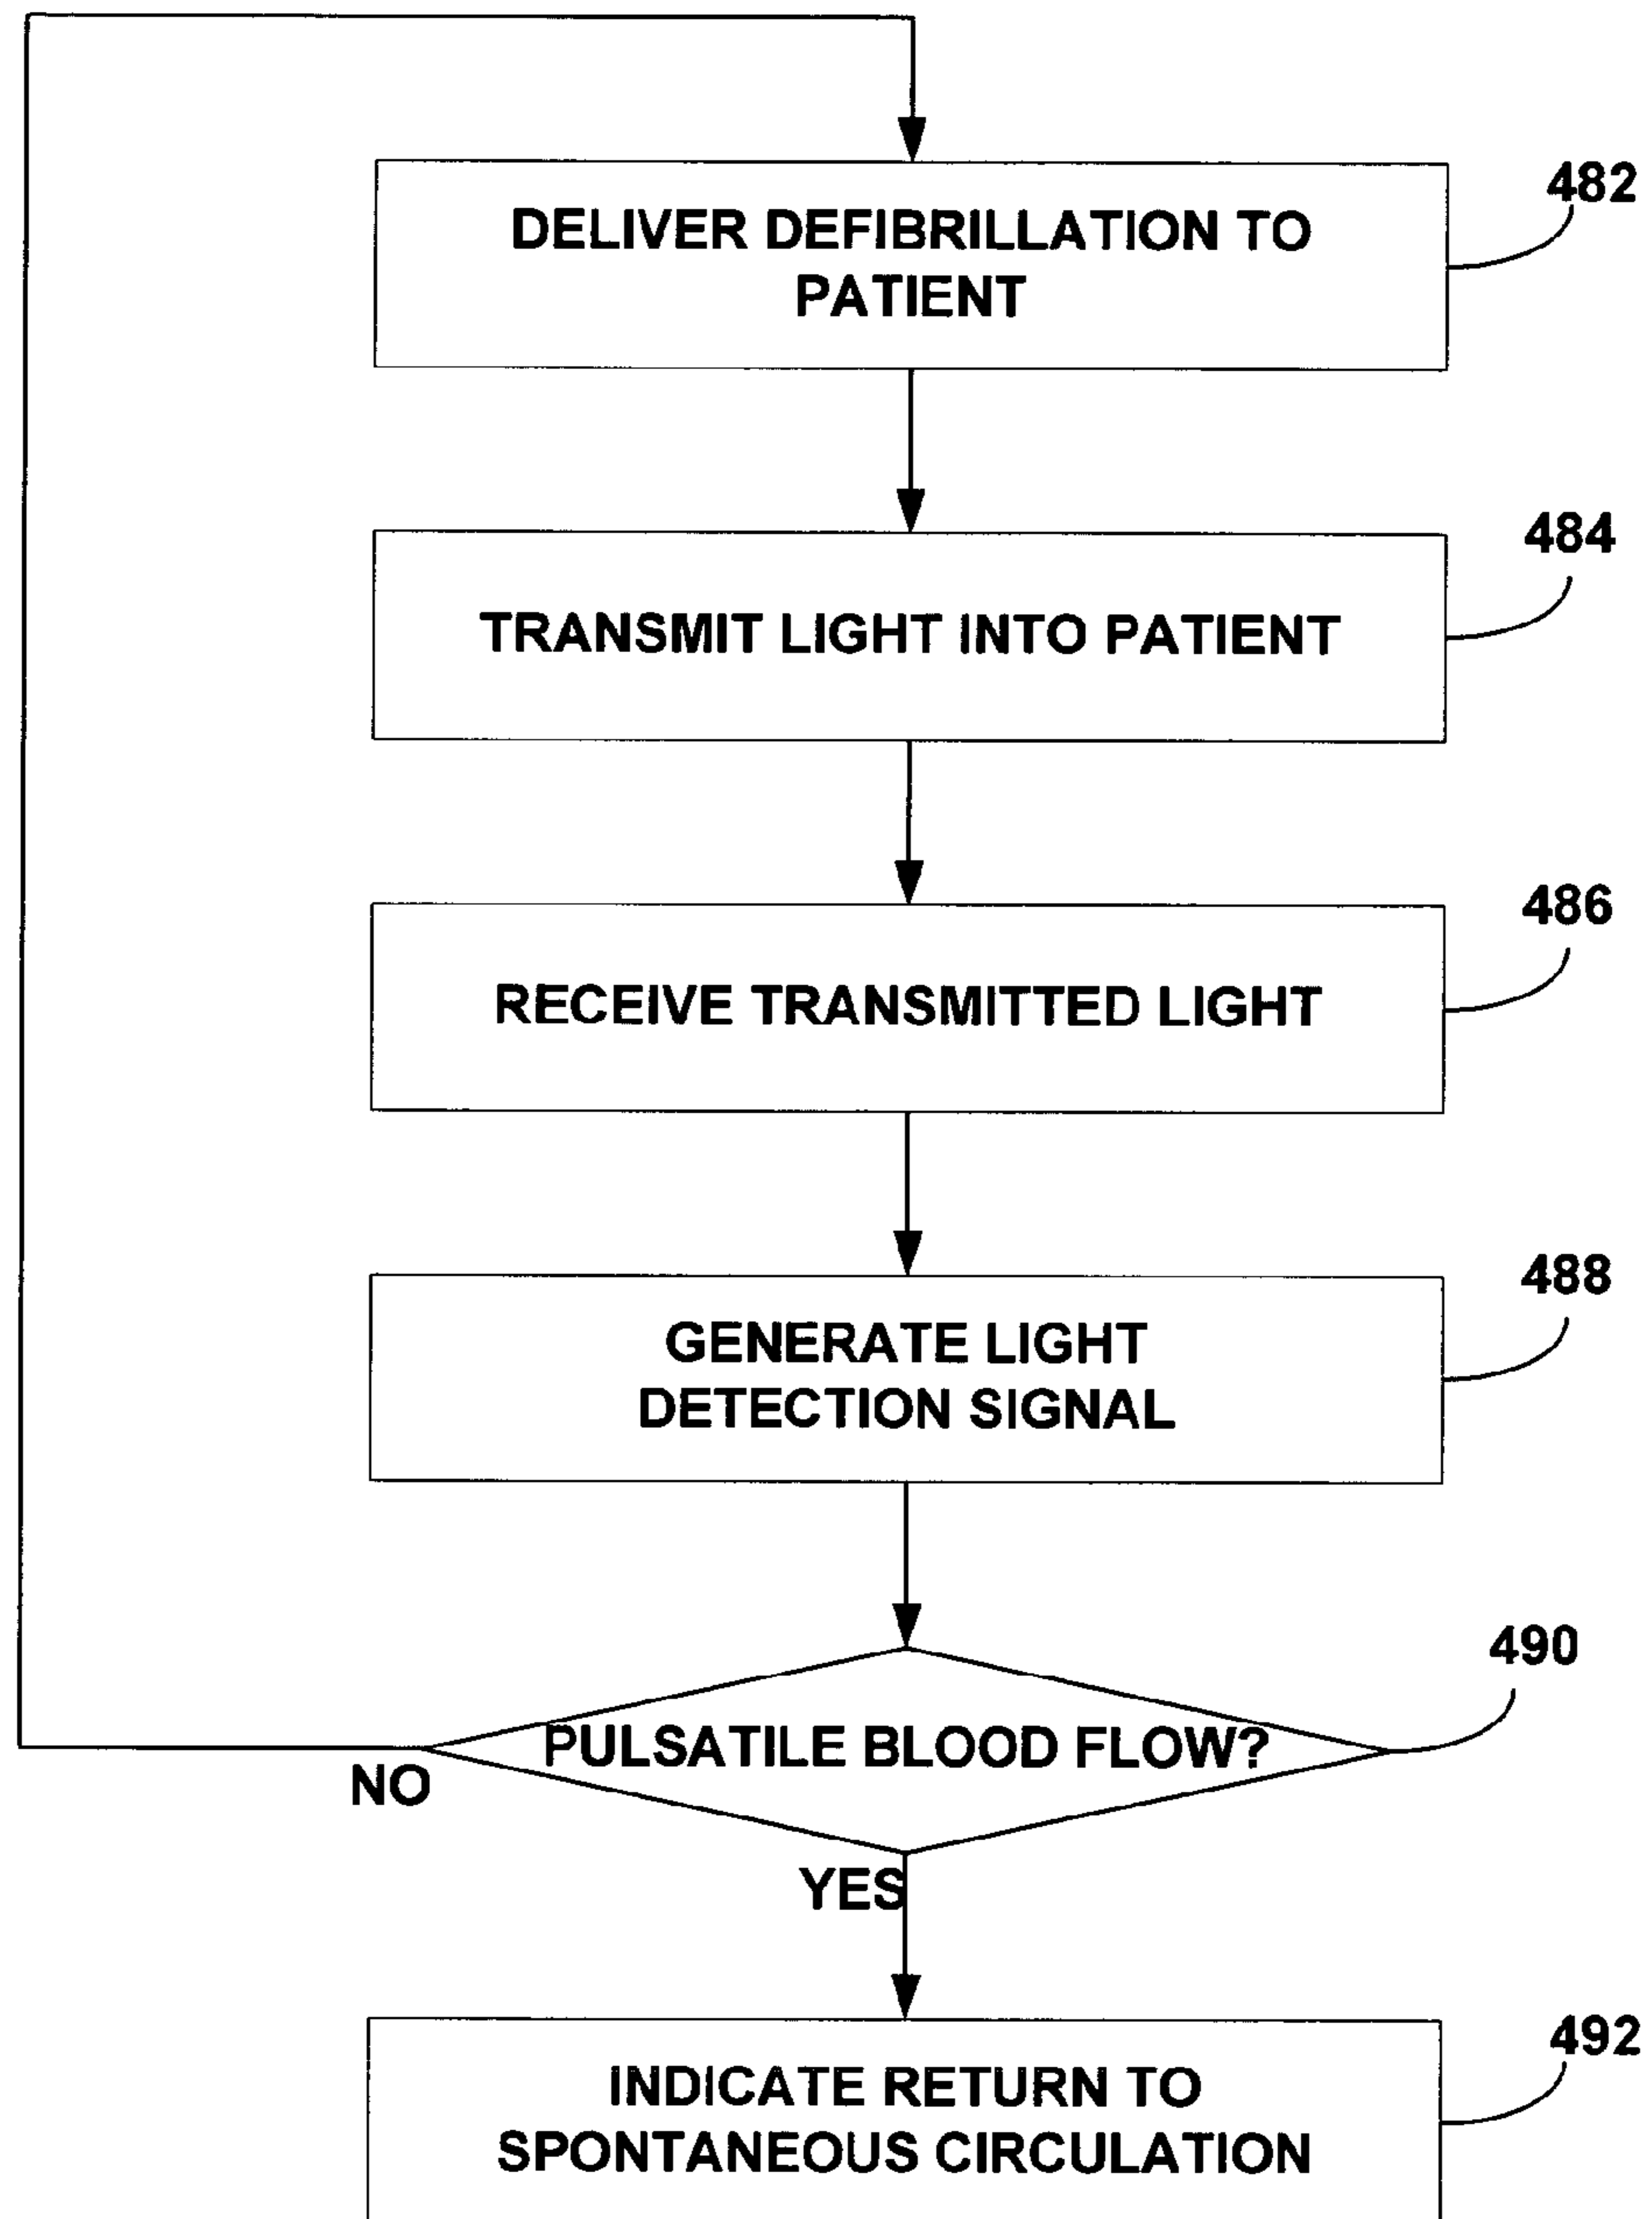 482
DELIVER DEFIBRILLATION TO
PATIENT
484
TRANSMIT LIGHT INTO PATIENT
486
RECEIVE TRANSMITTED LIGHT
488
GENERATE LIGHT
DETECTION SIGNAL
490
PULSATILE BLOOD FLOW?
NO
YES
492
INDICATE RETURN TO
SPONTANEOUS CIRCULATION